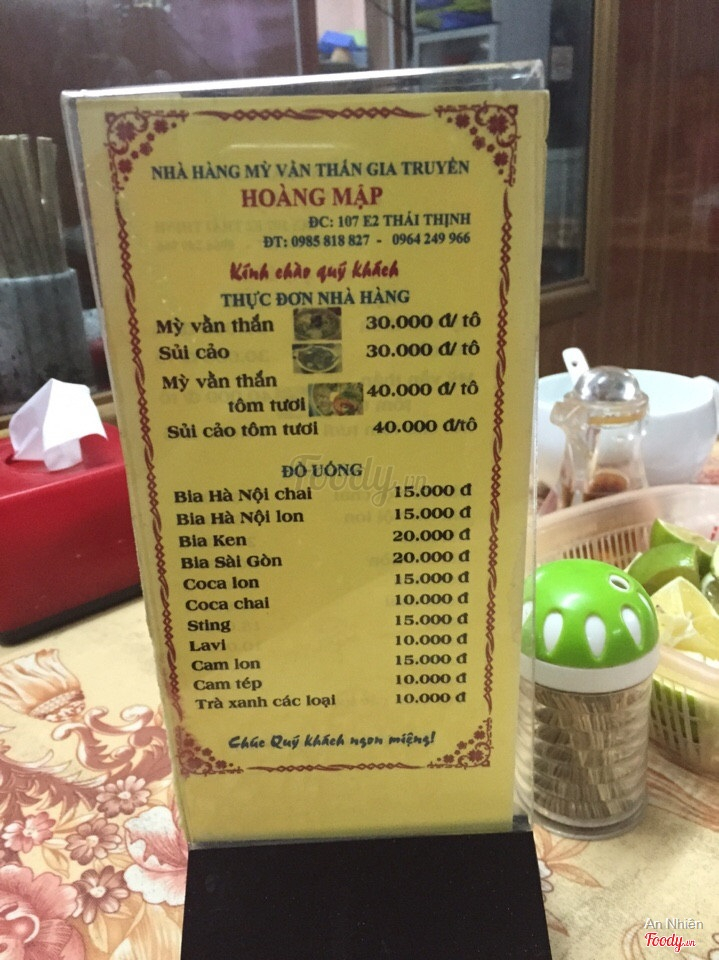 NHÀ HÀNG MỲ VẰN THẮN GIA TRUYỀN
HOÀNG MẬP
ĐC: 107 E2 THÁI THỊNH
ĐT: 0985 818 827 - 0964 249 966
Kính chào quý khách
THỰC ĐƠN NHÀ HÀNG
Mỳ vằn thắn 30.000 đ/ tô
Sủi cảo 30.000 đ/ tô
Mỳ vằn thắn
tôm tươi 40.000 đ/ tô
Sủi cảo tôm tươi 40.000 đ/tô
ĐỒ UỐNG
Foody.vn
Bia Hà Nội chai 15.000 đ
Bia Hà Nội lon 15.000 đ
Bia Ken 20.000 đ
Bia Sài Gòn 20.000 đ
Coca lon 15.000 đ
Coca chai 10.000 đ
Sting 15.000 đ
Lavi 10.000 đ
Cam lon 15.000 đ
Cam tép 10.000 đ
Trà xanh các loại 10.000 đ
Chúc Quý khách ngon miệng!
An Nhiên
Foody.vn